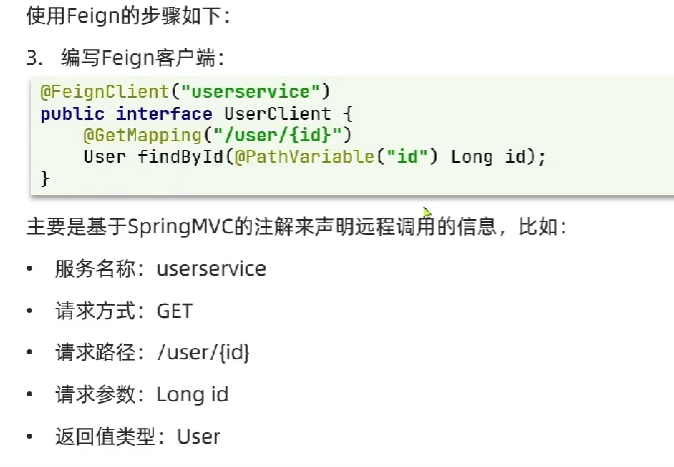 使用Feign的步骤如下：
3. 编写Feign客户端：
@FeignClient("userservice")
public interface UserClient {
    @GetMapping("/user/{id}")
    User findById(@PathVariable("id") Long id);
}
主要是基于SpringMVC的注解来声明远程调用的信息，比如：
• 服务名称：userservice
• 请求方式：GET
• 请求路径：/user/{id}
• 请求参数：Long id
• 返回值类型：User